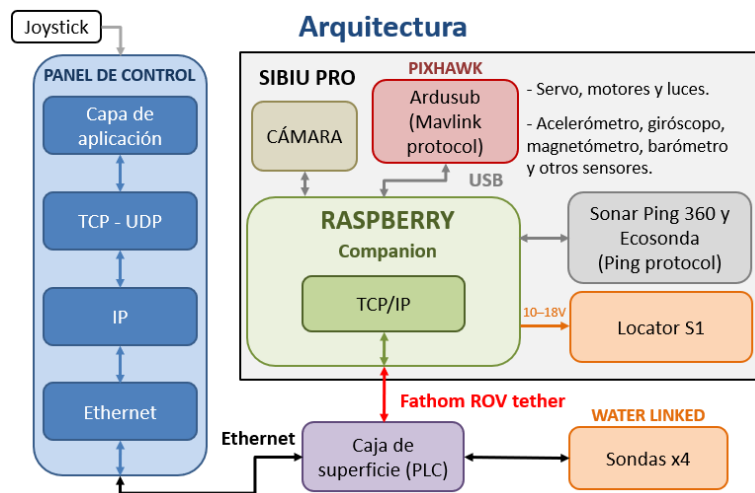 Joystick
Arquitectura
PANEL DE CONTROL
Capa de
aplicación
TCP - UDP
IP
Ethernet
SIBIU PRO
CÁMARA
PIXHAWK
Ardusub
(Mavlink
protocol)
- Servo, motores y luces.
- Acelerómetro, giróscopo,
magnetómetro, barómetro
y otros sensores.
USB
RASPBERRY
Companion
TCP/IP
Sonar Ping 360 y
Ecosonda
(Ping protocol)
10–18V
Locator S1
Fathom ROV tether
Ethernet
Caja de
superficie (PLC)
WATER LINKED
Sondas x4